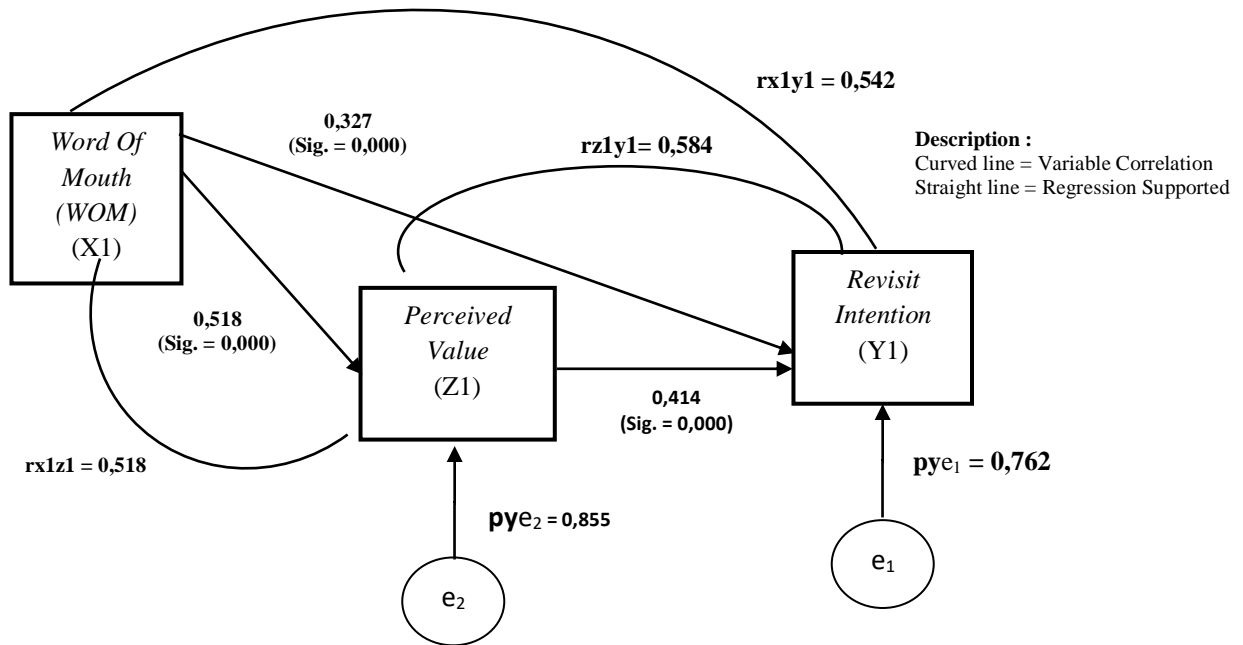 rx1y1 = 0,542
Word Of
Mouth
(WOM)
(X1)
0,327
(Sig. = 0,000)
rz1y1= 0,584
Description :
Curved line = Variable Correlation
Straight line = Regression Supported
Revisit
Intention
(Y1)
0,518
(Sig. = 0,000)
Perceived
Value
(Z1)
0,414
(Sig. = 0,000)
rx1z1 = 0,518
pye₁ = 0,762
pye₂ = 0,855
e₁
e₂